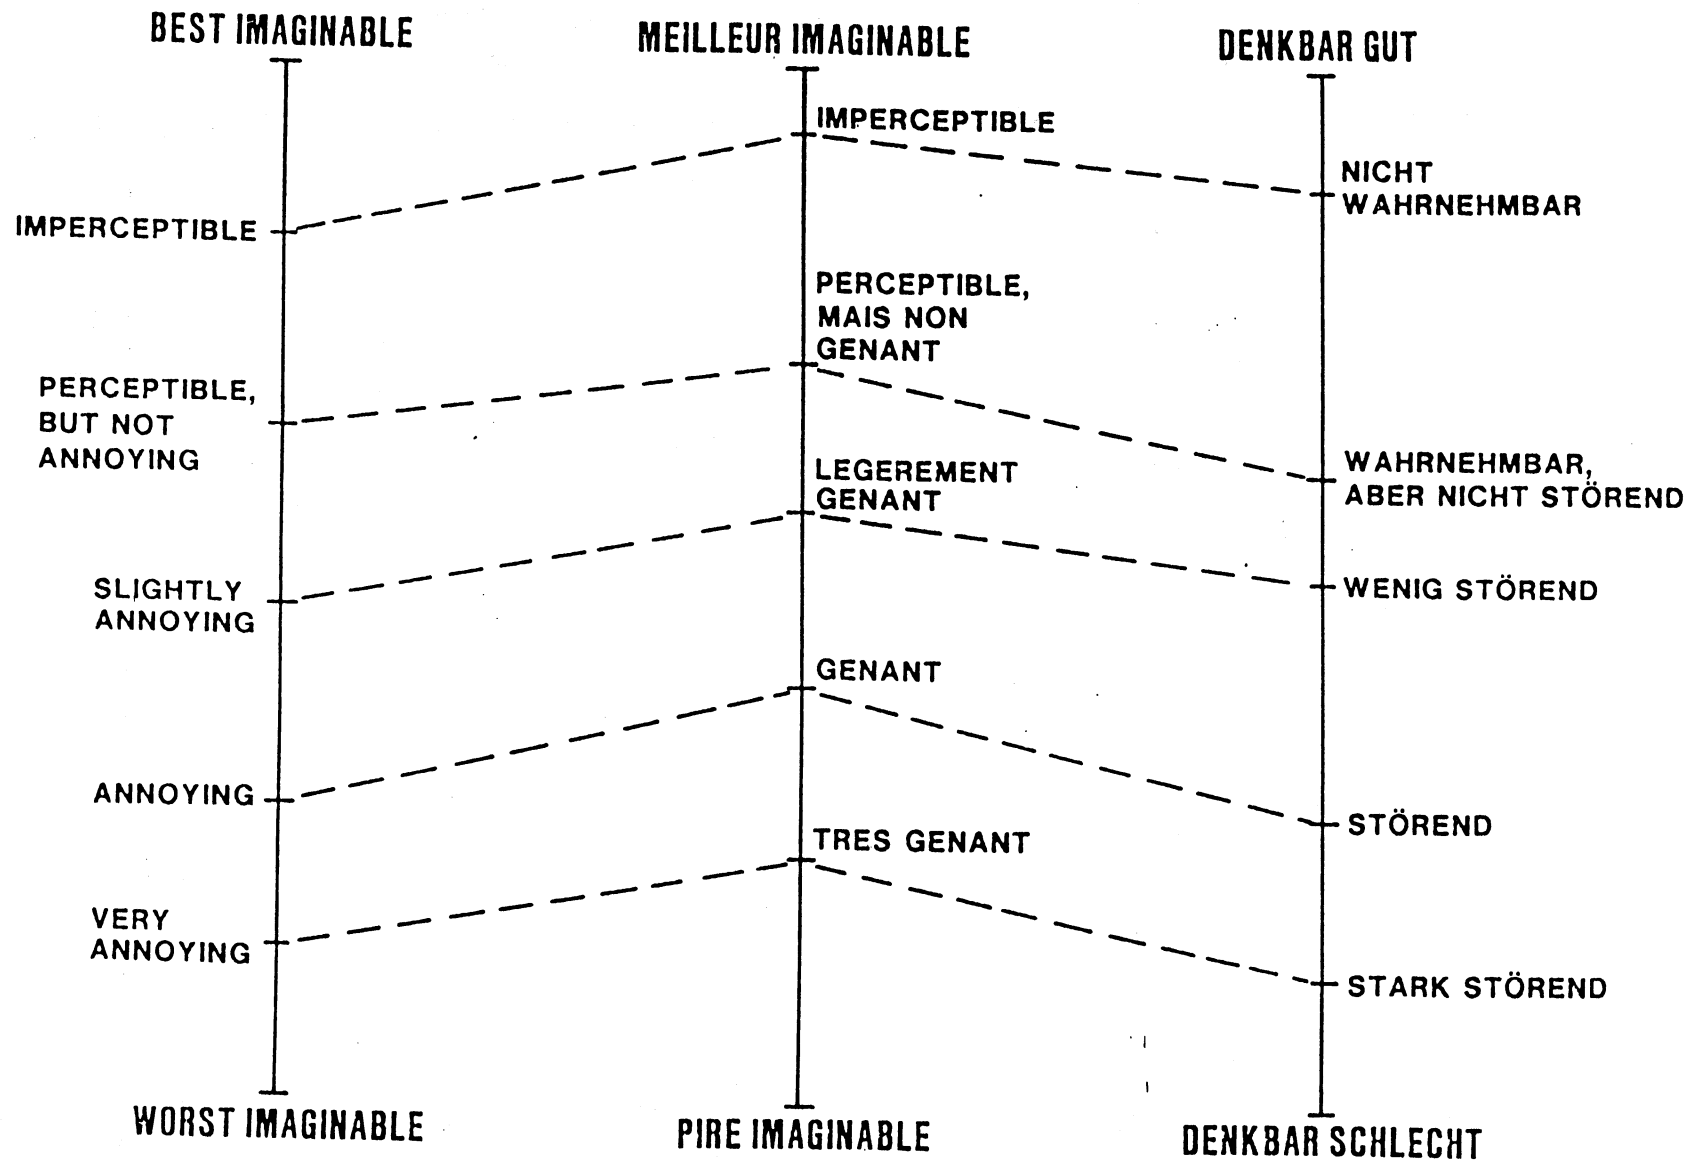 BEST IMAGINABLE
IMPERCEPTIBLE
PERCEPTIBLE,
BUT NOT
ANNOYING
SLIGHTLY
ANNOYING
ANNOYING
VERY
ANNOYING
WORST IMAGINABLE
MEILLEUR IMAGINABLE
IMPERCEPTIBLE
PERCEPTIBLE,
MAIS NON
GENANT
LEGEREMENT
GENANT
GENANT
TRES GENANT
PIRE IMAGINABLE
DENKBAR GUT
NICHT
WAHRNEHMBAR
WAHRNEHMBAR,
ABER NICHT STÖREND
WENIG STÖREND
STÖREND
STARK STÖREND
DENKBAR SCHLECHT